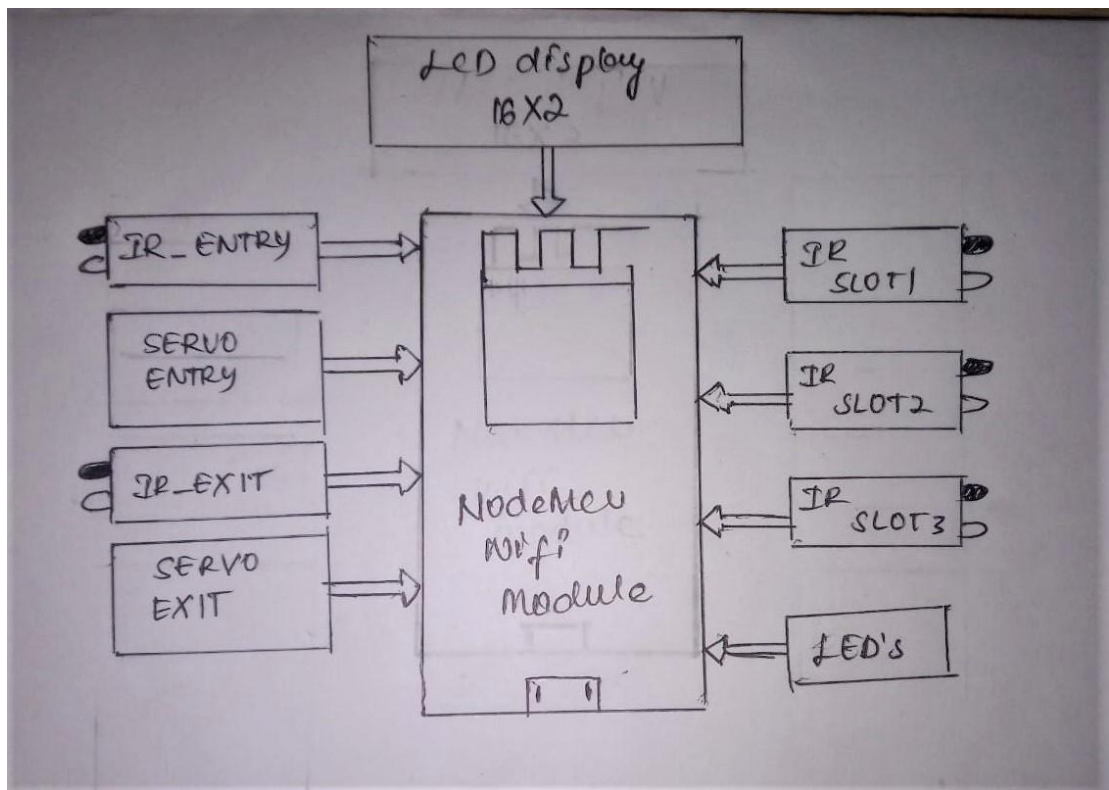 LCD display
16X2
IR_ENTRY
SERVO
ENTRY
IR_EXIT
SERVO
EXIT
NodeMcu
Wifi
Module
IR
SLOT1
IR
SLOT2
IR
SLOT3
LED's